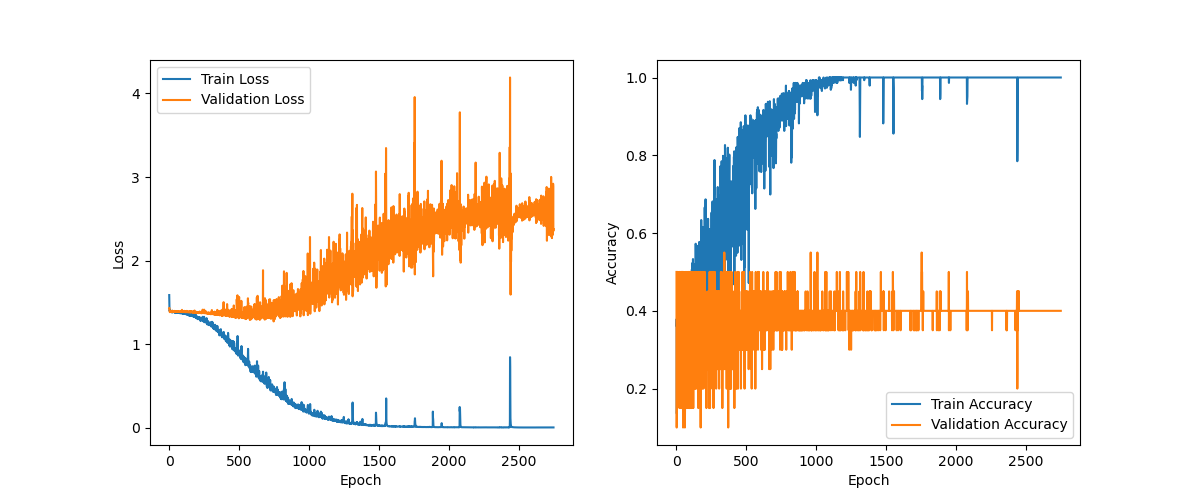 Train Loss
Validation Loss
4
3
2
1
0
Loss
0 500 1000 1500 2000 2500
Epoch
1.0
0.8
0.6
0.4
0.2
Accuracy
Train Accuracy
Validation Accuracy
0 500 1000 1500 2000 2500
Epoch